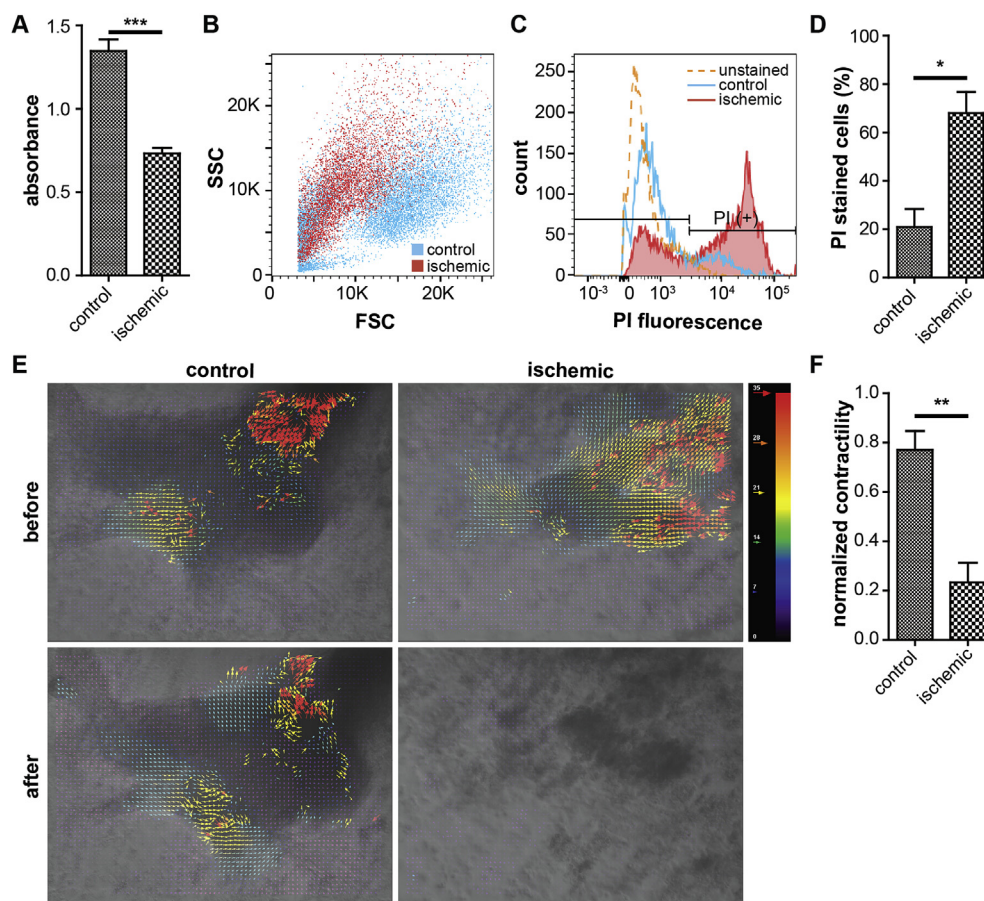 A
absorbance
1.5
1.0
0.5
0.0
***
control
ischemic
B
SSC
20K
10K
0
0
10K
20K
FSC
control
ischemic
C
count
250
200
150
100
50
0
unstained
control
ischemic
PI (+)
-10-3
0
103
104
105
PI fluorescence
D
PI stained cells (%)
100
80
60
40
20
0
*
control
ischemic
E
control
ischemic
before
after
35
28
21
14
7
0
F
normalized contractility
1.0
0.8
0.6
0.4
0.2
0.0
**
control
ischemic